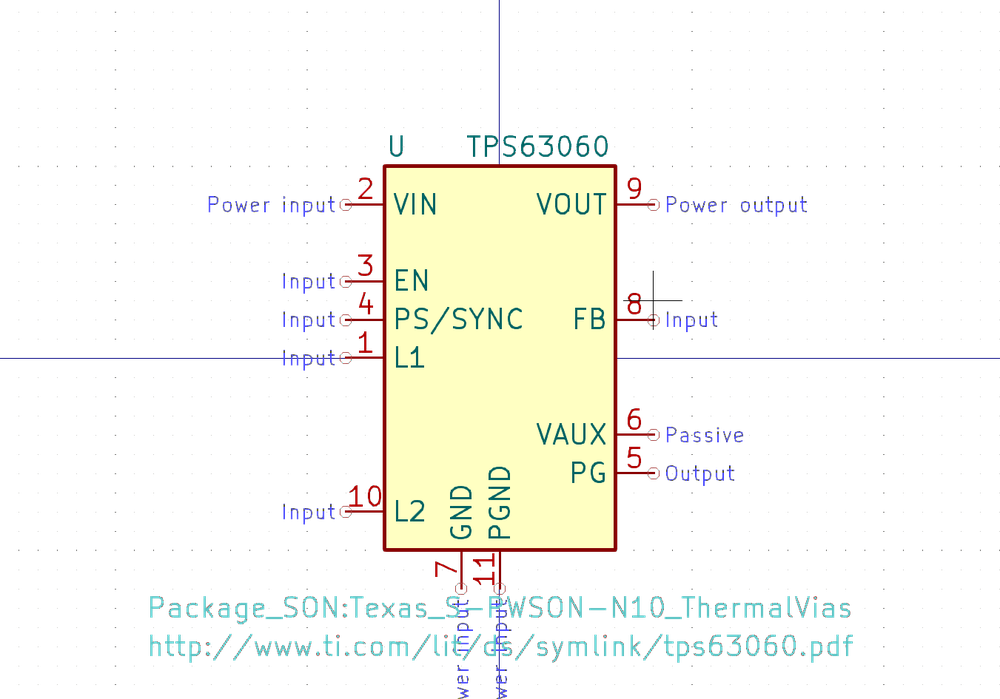 U TPS63060
Power input 2 VIN VOUT 9 Power output
Input 3 EN
Input 4 PS/SYNC FB 8 Input
Input 1 L1
VAUX 6 Passive
PG 5 Output
Input 10 L2
GND PGND
7 11
Package_SON:Texas_S-PWSON-N10_ThermalVias
http://www.ti.com/lit/ds/symlink/tps63060.pdf
wer input wer input